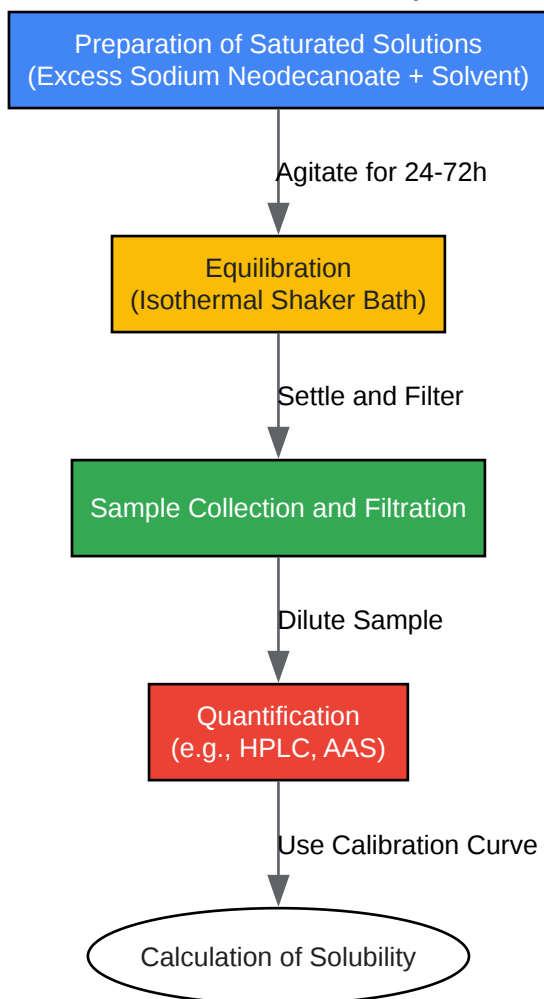 Preparation of Saturated Solutions
(Excess Sodium Neodecanoate + Solvent)
Agitate for 24-72h
Equilibration
(Isothermal Shaker Bath)
Settle and Filter
Sample Collection and Filtration
Dilute Sample
Quantification
(e.g., HPLC, AAS)
Use Calibration Curve
Calculation of Solubility